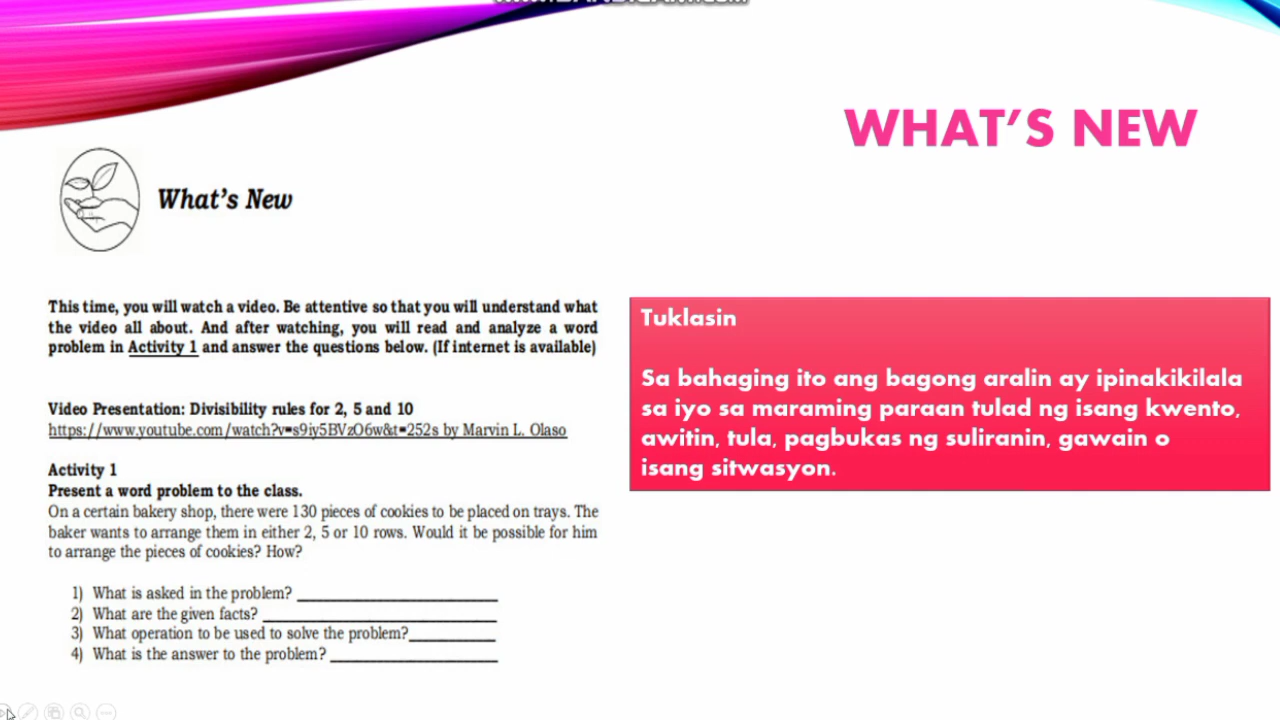 WHAT'S NEW
What's New
This time, you will watch a video. Be attentive so that you will understand what
the video all about. And after watching, you will read and analyze a word
problem in Activity 1 and answer the questions below. (If internet is available)
Video Presentation: Divisibility rules for 2, 5 and 10
https://www.youtube.com/watch?v=s9iy5BVzO6w&t=252s by Marvin L. Olaso
Activity 1
Present a word problem to the class.
On a certain bakery shop, there were 130 pieces of cookies to be placed on trays. The
baker wants to arrange them in either 2, 5 or 10 rows. Would it be possible for him
to arrange the pieces of cookies? How?
1) What is asked in the problem?
2) What are the given facts?
3) What operation to be used to solve the problem?
4) What is the answer to the problem?
Tuklasin
Sa bahaging ito ang bagong aralin ay ipinakikilala
sa iyo sa maraming paraan tulad ng isang kwento,
awitin, tula, pagbukas ng suliranin, gawain o
isang sitwasyon.